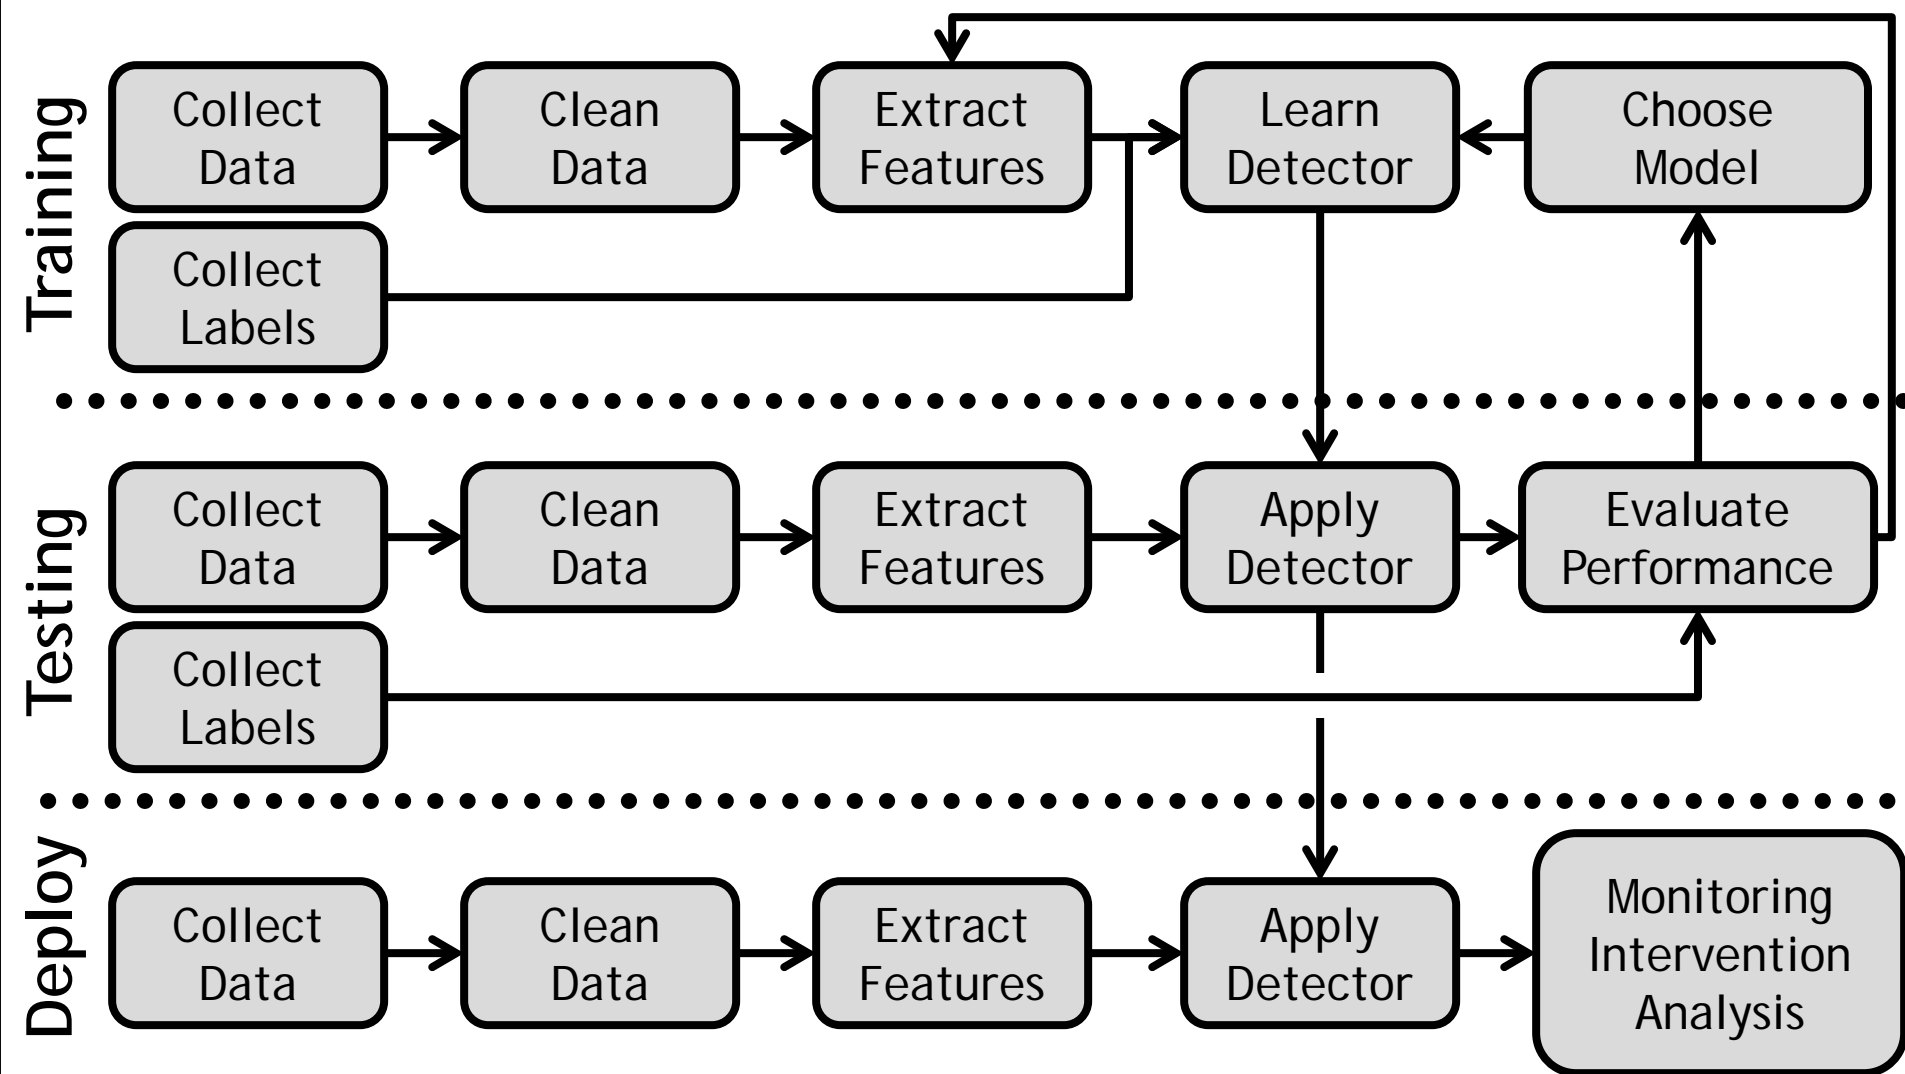 Training
Collect
Data
Clean
Data
Extract
Features
Learn
Detector
Choose
Model
Collect
Labels
Testing
Collect
Data
Clean
Data
Extract
Features
Apply
Detector
Evaluate
Performance
Collect
Labels
Deploy
Collect
Data
Clean
Data
Extract
Features
Apply
Detector
Monitoring
Intervention
Analysis